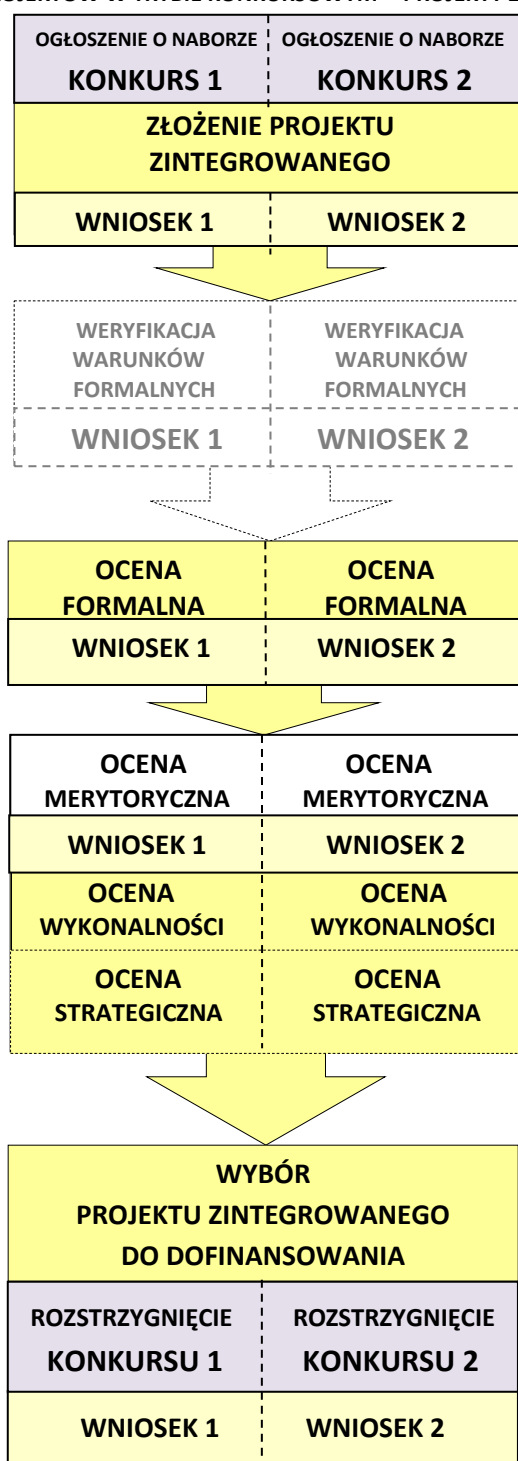 OGŁOSZENIE O NABORZE OGŁOSZENIE O NABORZE
KONKURS 1 KONKURS 2
ZŁOŻENIE PROJEKTU
ZINTEGROWANEGO
WNIOSEK 1 WNIOSEK 2
WERYFIKACJA WERYFIKACJA
WARUNKÓW WARUNKÓW
FORMALNYCH FORMALNYCH
WNIOSEK 1 WNIOSEK 2
OCENA OCENA
FORMALNA FORMALNA
WNIOSEK 1 WNIOSEK 2
OCENA OCENA
MERYTORYCZNA MERYTORYCZNA
WNIOSEK 1 WNIOSEK 2
OCENA OCENA
WYKONALNOŚCI WYKONALNOŚCI
OCENA OCENA
STRATEGICZNA STRATEGICZNA
WYBÓR
PROJEKTU ZINTEGROWANEGO
DO DOFINANSOWANIA
ROZSTRZYGNIĘCIE ROZSTRZYGNIĘCIE
KONKURSU 1 KONKURSU 2
WNIOSEK 1 WNIOSEK 2